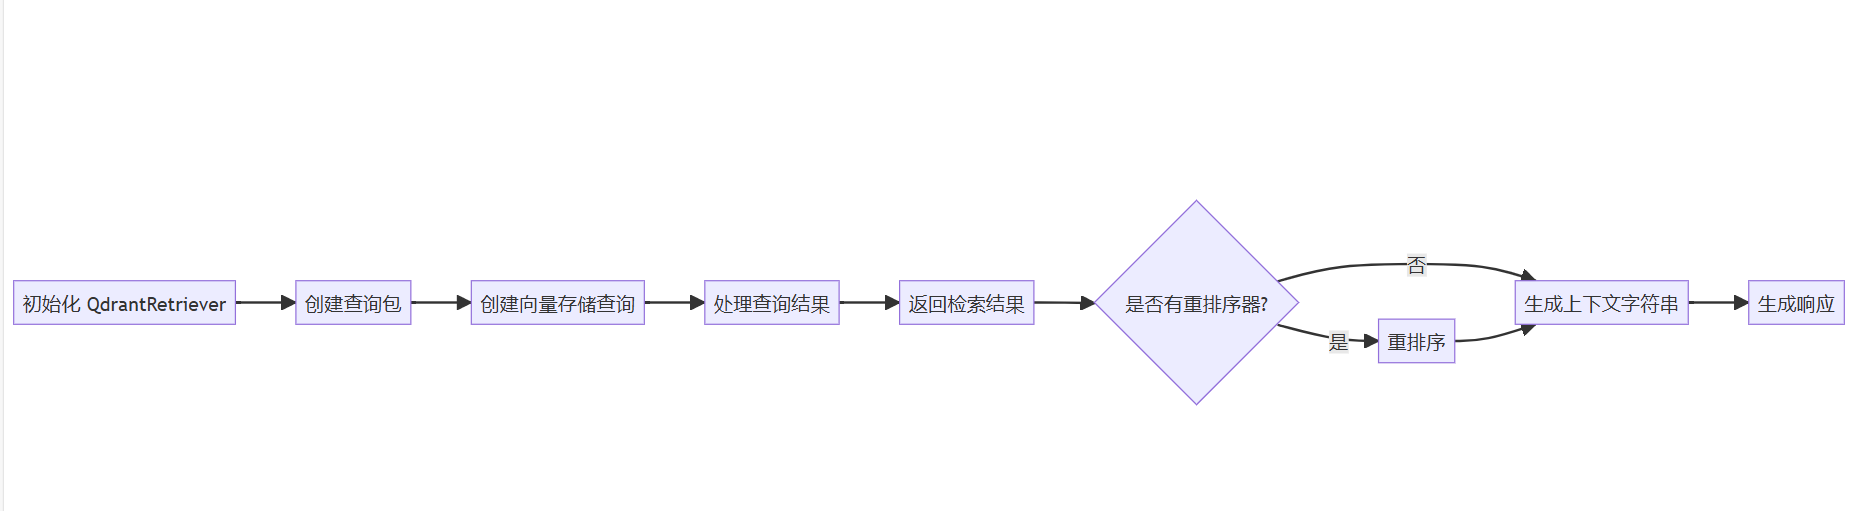 初始化 QdrantRetriever
创建查询包
创建向量存储查询
处理查询结果
返回检索结果
是否有重排序器?
否
是
重排序
生成上下文字符串
生成响应